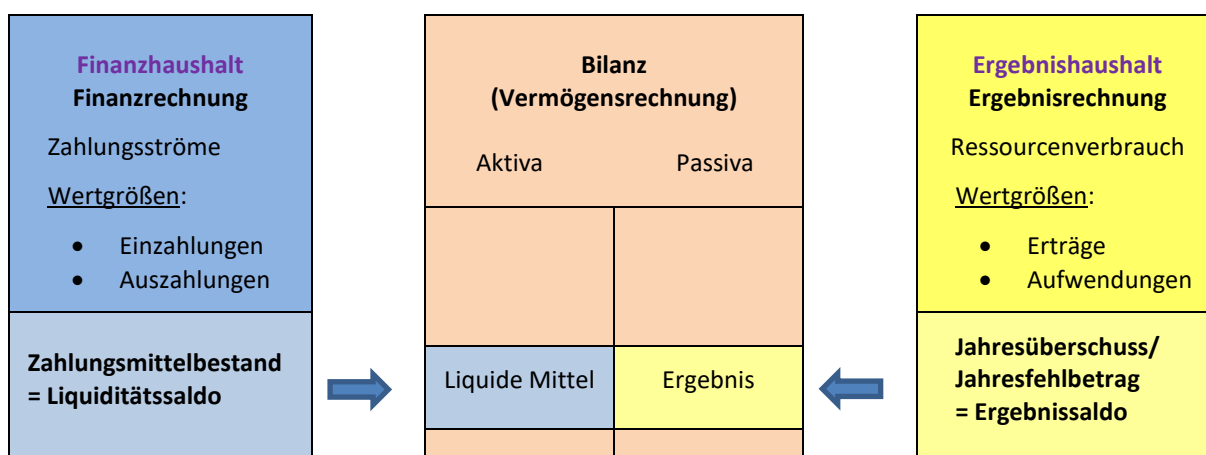 Finanzhaushalt
Finanzrechnung
Zahlungsströme
Wertgrößen:
• Einzahlungen
• Auszahlungen
Zahlungsmittelbestand
= Liquiditätssaldo
Bilanz
(Vermögensrechnung)
Aktiva
Passiva
Liquide Mittel
Ergebnis
Ergebnishaushalt
Ergebnisrechnung
Ressourcenverbrauch
Wertgrößen:
• Erträge
• Aufwendungen
Jahresüberschuss/
Jahresfehlbetrag
= Ergebnissaldo